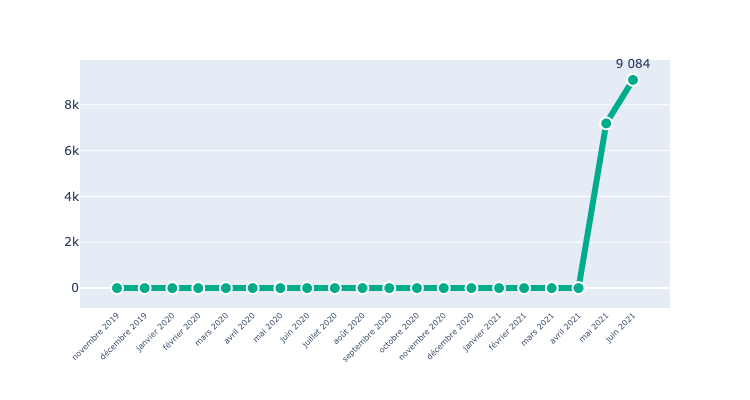 9 084
8k
6k
4k
2k
0
novembre 2019
décembre 2019
janvier 2020
février 2020
mars 2020
avril 2020
mai 2020
juin 2020
juillet 2020
août 2020
septembre 2020
octobre 2020
novembre 2020
décembre 2020
janvier 2021
février 2021
mars 2021
avril 2021
mai 2021
juin 2021